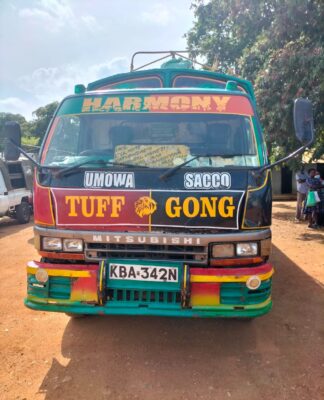 HARMONY
UMOWA SACCO
TUFF GONG
MITSUBISHI
KBA 342N